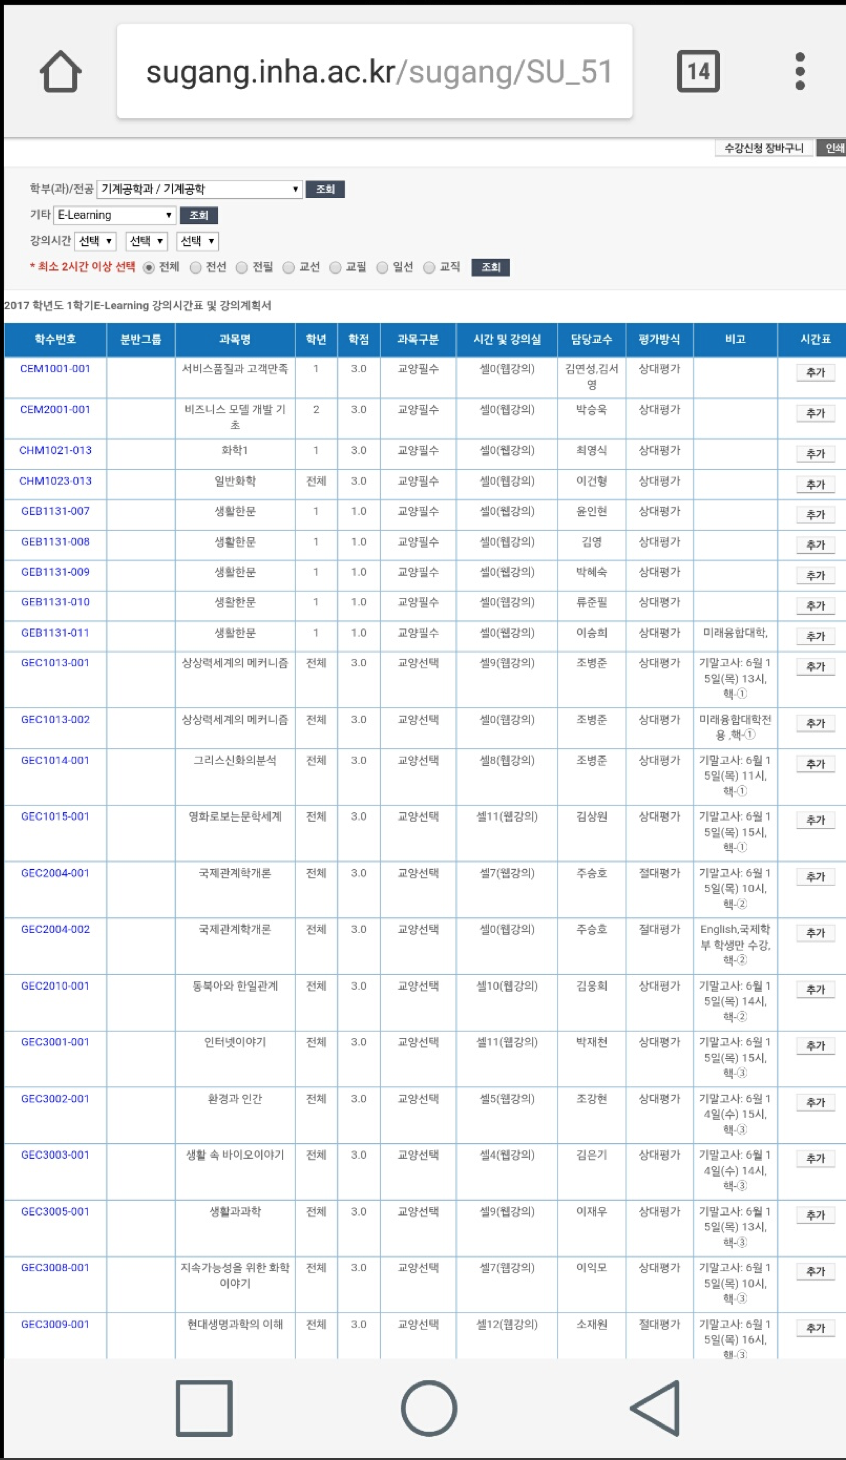 sugang.inha.ac.kr/sugang/SU_51
14
수강신청 장바구니 인쇄
학부(과)/전공 기계공학과 / 기계공학 조회
기타 E-Learning 조회
강의시간 선택 선택 선택
* 최소 2시간 이상 선택 전체 전선 전필 교선 교필 일선 교직 조회
2017 학년도 1학기E-Learning 강의시간표 및 강의계획서
학수번호 분반그룹 과목명 학년 학점 과목구분 시간 및 강의실 담당교수 평가방식 비고 시간표
CEM1001-001 서비스품질과 고객만족 1 3.0 교양필수 셀0(웹강의) 김연성,김서 상대평가 추가
영
CEM2001-001 비즈니스 모델 개발 기 2 3.0 교양필수 셀0(웹강의) 박승욱 상대평가 추가
초
CHM1021-013 화학1 1 3.0 교양필수 셀0(웹강의) 최영식 상대평가 추가
CHM1023-013 일반화학 전체 3.0 교양필수 셀0(웹강의) 이건형 상대평가 추가
GEB1131-007 생활한문 1 1.0 교양필수 셀0(웹강의) 윤인현 상대평가 추가
GEB1131-008 생활한문 1 1.0 교양필수 셀0(웹강의) 김영 상대평가 추가
GEB1131-009 생활한문 1 1.0 교양필수 셀0(웹강의) 박혜숙 상대평가 추가
GEB1131-010 생활한문 1 1.0 교양필수 셀0(웹강의) 류준필 상대평가 추가
GEB1131-011 생활한문 1 1.0 교양필수 셀0(웹강의) 이승희 상대평가 미래융합대학, 추가
GEC1013-001 상상력세계의 메커니즘 전체 3.0 교양선택 셀9(웹강의) 조병준 상대평가 기말고사: 6월 1 추가
5일(목) 13시,
핵-①
GEC1013-002 상상력세계의 메커니즘 전체 3.0 교양선택 셀0(웹강의) 조병준 상대평가 미래융합대학전 추가
용 ,핵-①
GEC1014-001 그리스신화의분석 전체 3.0 교양선택 셀8(웹강의) 조병준 상대평가 기말고사: 6월 1 추가
5일(목) 11시,
핵-①
GEC1015-001 영화로보는문학세계 전체 3.0 교양선택 셀11(웹강의) 김상원 상대평가 기말고사: 6월 1 추가
5일(목) 15시,
핵-①
GEC2004-001 국제관계학개론 전체 3.0 교양선택 셀7(웹강의) 주승호 절대평가 기말고사: 6월 1 추가
5일(목) 10시,
핵-②
GEC2004-002 국제관계학개론 전체 3.0 교양선택 셀0(웹강의) 주승호 절대평가 English,국제학 추가
부 학생만 수강,
핵-②
GEC2010-001 동북아와 한일관계 전체 3.0 교양선택 셀10(웹강의) 김웅희 상대평가 기말고사: 6월 1 추가
5일(목) 14시,
핵-②
GEC3001-001 인터넷이야기 전체 3.0 교양선택 셀11(웹강의) 박재천 상대평가 기말고사: 6월 1 추가
5일(목) 15시,
핵-③
GEC3002-001 환경과 인간 전체 3.0 교양선택 셀5(웹강의) 조강현 상대평가 기말고사: 6월 1 추가
4일(수) 15시,
핵-③
GEC3003-001 생활 속 바이오이야기 전체 3.0 교양선택 셀4(웹강의) 김은기 상대평가 기말고사: 6월 1 추가
4일(수) 14시,
핵-③
GEC3005-001 생활과과학 전체 3.0 교양선택 셀9(웹강의) 이재우 상대평가 기말고사: 6월 1 추가
5일(목) 13시,
핵-③
GEC3008-001 지속가능성을 위한 화학 전체 3.0 교양선택 셀7(웹강의) 이익모 상대평가 기말고사: 6월 1 추가
이야기 5일(목) 10시,
핵-③
GEC3009-001 현대생명과학의 이해 전체 3.0 교양선택 셀12(웹강의) 소재원 절대평가 기말고사: 6월 1 추가
5일(목) 16시,
핵-③